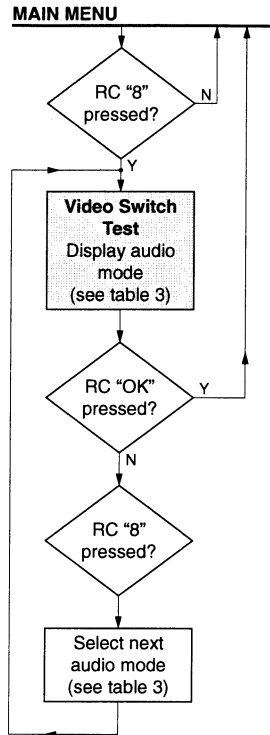 MAIN MENU
RC “8”
pressed?
N
Y
Video Switch
Test
Display audio
mode
(see table 3)
RC “OK”
pressed?
Y
N
RC “8”
pressed?
Select next
audio mode
(see table 3)